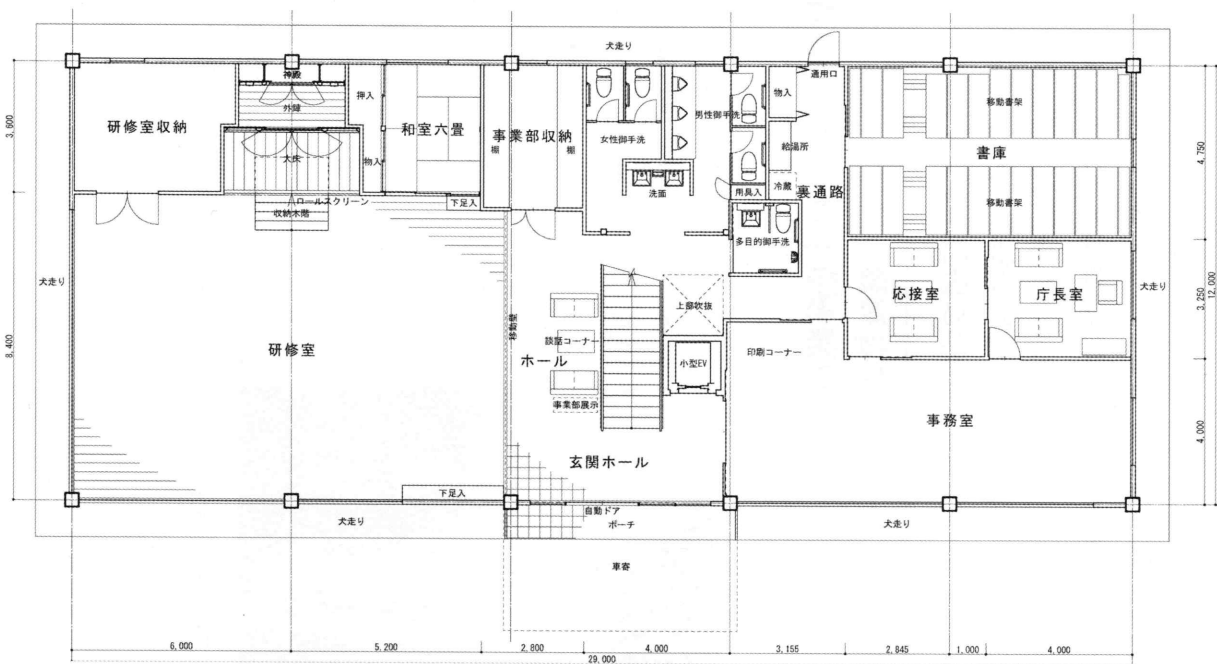 犬走り
神殿
外陣
押入
研修室収納
和室六畳
事業部収納
棚
棚
女性御手洗
男性御手洗
物入
通用口
移動書架
書庫
給湯所
大床
物入
冷蔵
裏通路
用具入
洗面
移動書架
ロールスクリーン
収納木階
下足入
多目的御手洗
犬走り
応接室
庁長室
犬走り
上部吹抜
移動壁
談話コーナー
ホール
研修室
小型EV
印刷コーナー
事業部展示
事務室
玄関ホール
下足入
自動ドア
ポーチ
犬走り
犬走り
車寄
3,600
8,400
4,750
3,250
4,000
12,000
6,000
5,200
2,800
4,000
3,155
2,845
1,000
4,000
29,000